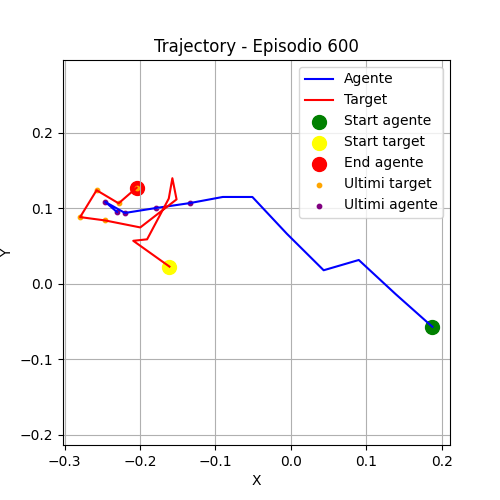 Trajectory - Episodio 600
Agente
Target
Start agente
Start target
End agente
Ultimi target
Ultimi agente
Y
0.2
0.1
0.0
−0.1
−0.2
−0.3
−0.2
−0.1
0.0
0.1
0.2
X